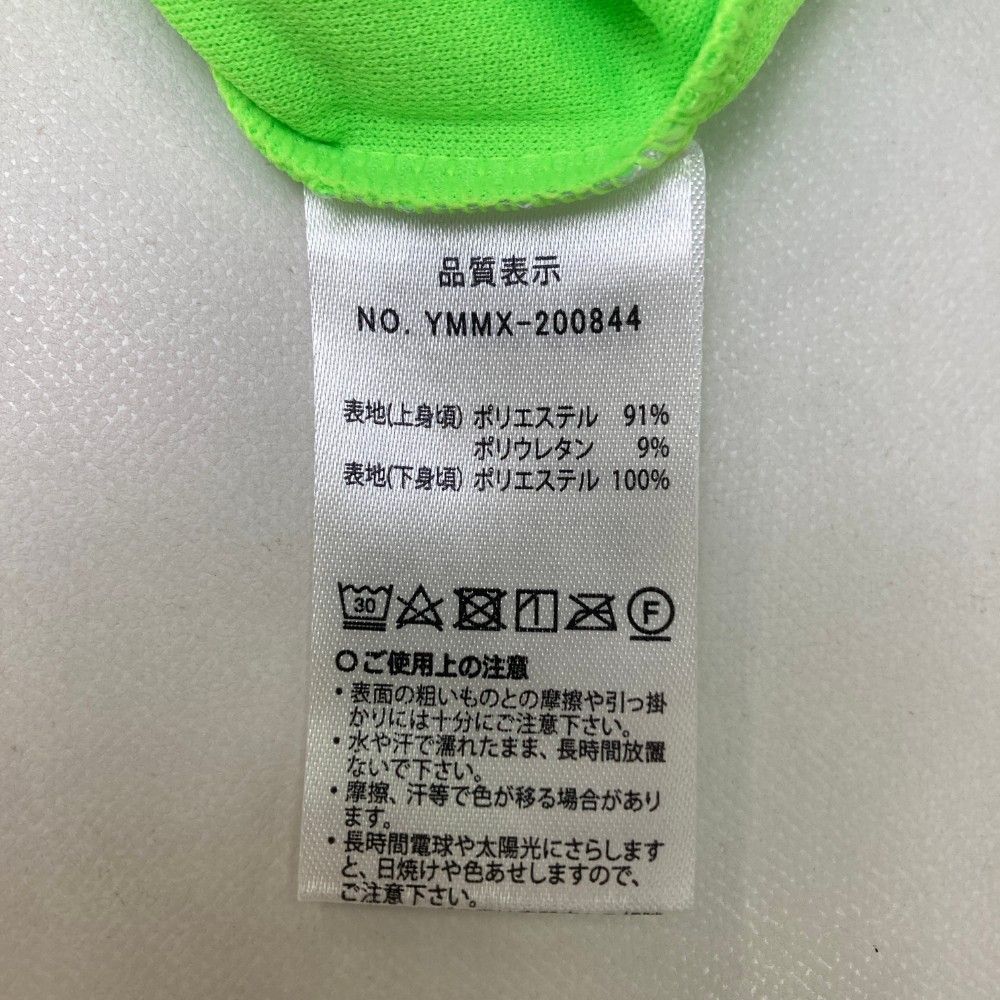 品質表示
NO. YMMX-200844
表地(上身頃) ポリエステル 91%
ポリウレタン 9%
表地(下身頃) ポリエステル 100%
30
F
○ご使用上の注意
・表面の粗いものとの摩擦や引っ掛
かりには十分にご注意下さい。
・水や汗で濡れたまま、長時間放置
ないで下さい。
・摩擦、汗等で色が移る場合があり
ます。
・長時間電球や太陽光にさらします
と、日焼けや色あせしますので、
ご注意下さい。